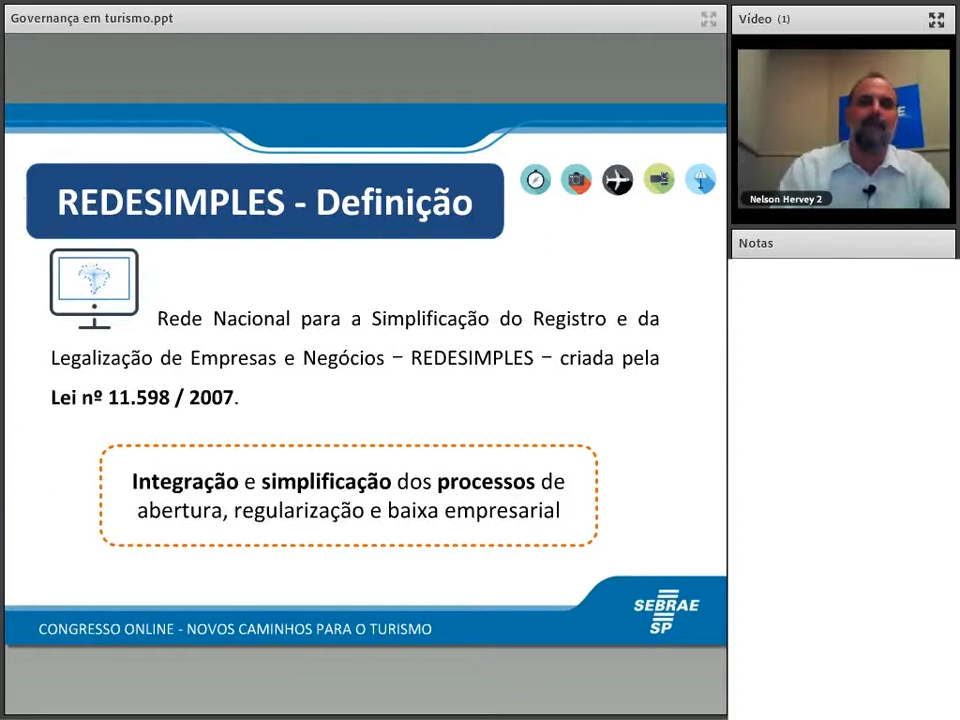 Governança em turismo.ppt
Vídeo (1)
Nelson Hervey 2
Notas
REDESIMPLES - Definição
Rede Nacional para a Simplificação do Registro e da
Legalização de Empresas e Negócios – REDESIMPLES – criada pela
Lei nº 11.598 / 2007.
Integração e simplificação dos processos de
abertura, regularização e baixa empresarial
CONGRESSO ONLINE - NOVOS CAMINHOS PARA O TURISMO
SEBRAE
SP